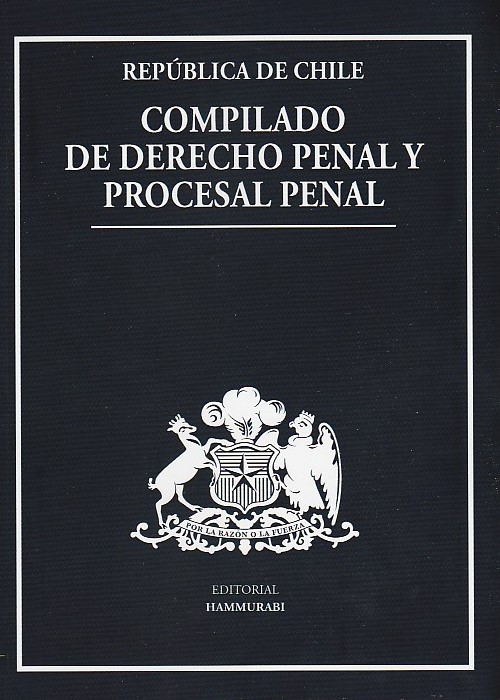 REPÚBLICA DE CHILE
COMPILADO
DE DERECHO PENAL Y
PROCESAL PENAL
POR LA RAZON O LA FUERZA
EDITORIAL
HAMMURABI